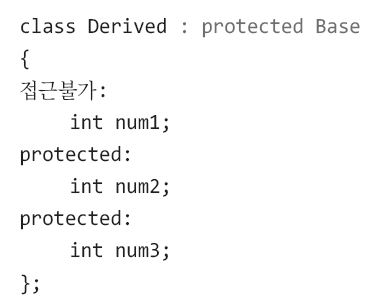 class Derived : protected Base
{
접근불가:
    int num1;
protected:
    int num2;
protected:
    int num3;
};